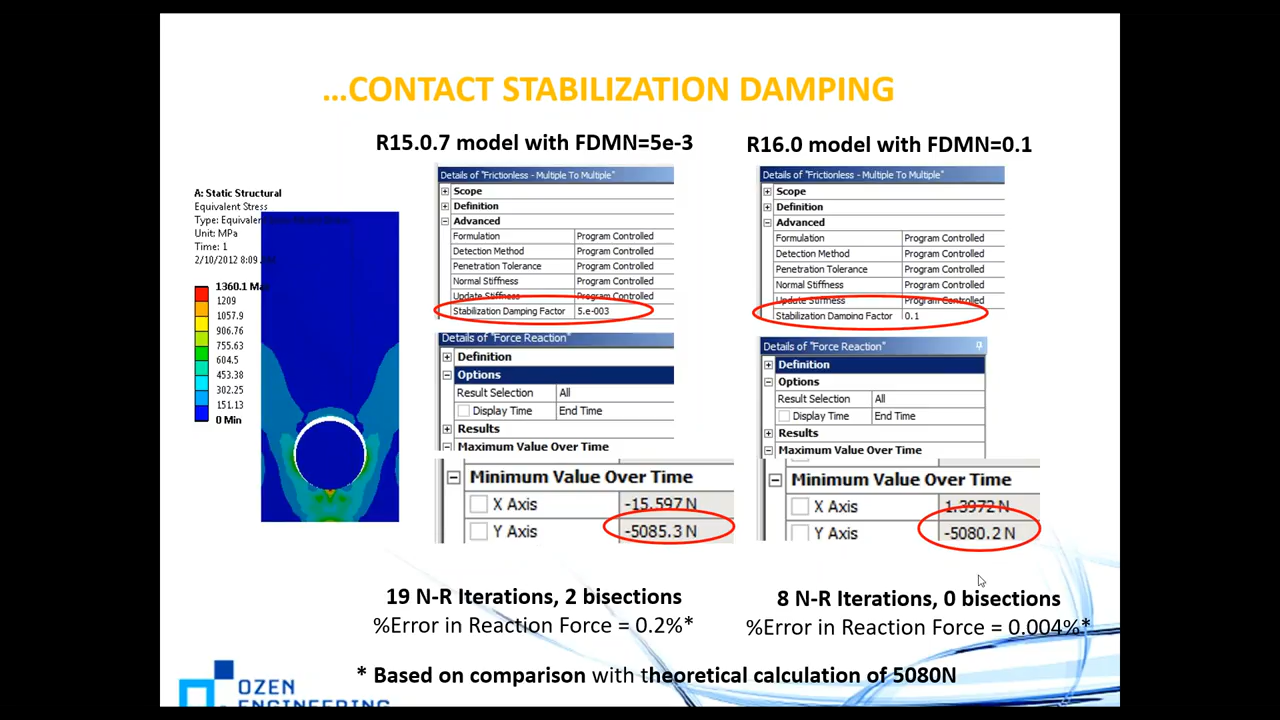 ...CONTACT STABILIZATION DAMPING
R15.0.7 model with FDMN=5e-3
Details of "Frictionless - Multiple To Multiple"
Scope
Definition
Advanced
Formulation Program Controlled
Detection Method Program Controlled
Penetration Tolerance Program Controlled
Normal Stiffness Program Controlled
Update Stiffness Program Controlled
Stabilization Damping Factor 5.e-003
Details of "Force Reaction"
Definition
Options
Result Selection All
Display Time End Time
Results
Maximum Value Over Time
Minimum Value Over Time
X Axis -15.597 N
Y Axis -5085.3 N
19 N-R Iterations, 2 bisections
%Error in Reaction Force = 0.2%*
R16.0 model with FDMN=0.1
Details of "Frictionless - Multiple To Multiple"
Scope
Definition
Advanced
Formulation Program Controlled
Detection Method Program Controlled
Penetration Tolerance Program Controlled
Normal Stiffness Program Controlled
Update Stiffness Program Controlled
Stabilization Damping Factor 0.1
Details of "Force Reaction"
Definition
Options
Result Selection All
Display Time End Time
Results
Maximum Value Over Time
Minimum Value Over Time
X Axis 1.3972 N
Y Axis -5080.2 N
8 N-R Iterations, 0 bisections
%Error in Reaction Force = 0.004%*
A: Static Structural
Equivalent Stress
Type: Equivalent
Unit: MPa
Time: 1
2/10/2012 8:09
1360.1 Max
1209
1057.9
906.76
755.63
604.5
453.38
302.25
151.13
0 Min
* Based on comparison with theoretical calculation of 5080N
OZEN
ENGINEERING